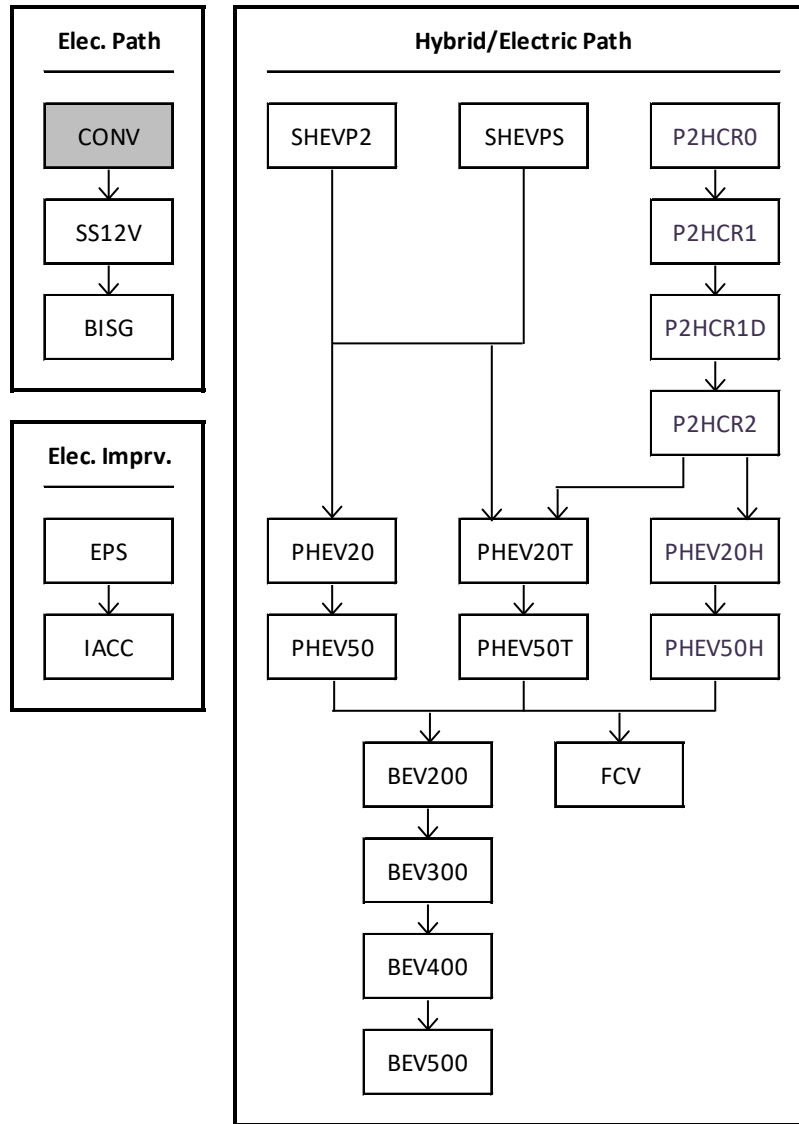 Elec. Path
CONV
SS12V
BISG
Elec. Imprv.
EPS
IACC
Hybrid/Electric Path
SHEVP2 SHEVPS P2HCR0
P2HCR1
P2HCR1D
P2HCR2
PHEV20 PHEV20T PHEV20H
PHEV50 PHEV50T PHEV50H
BEV200 FCV
BEV300
BEV400
BEV500